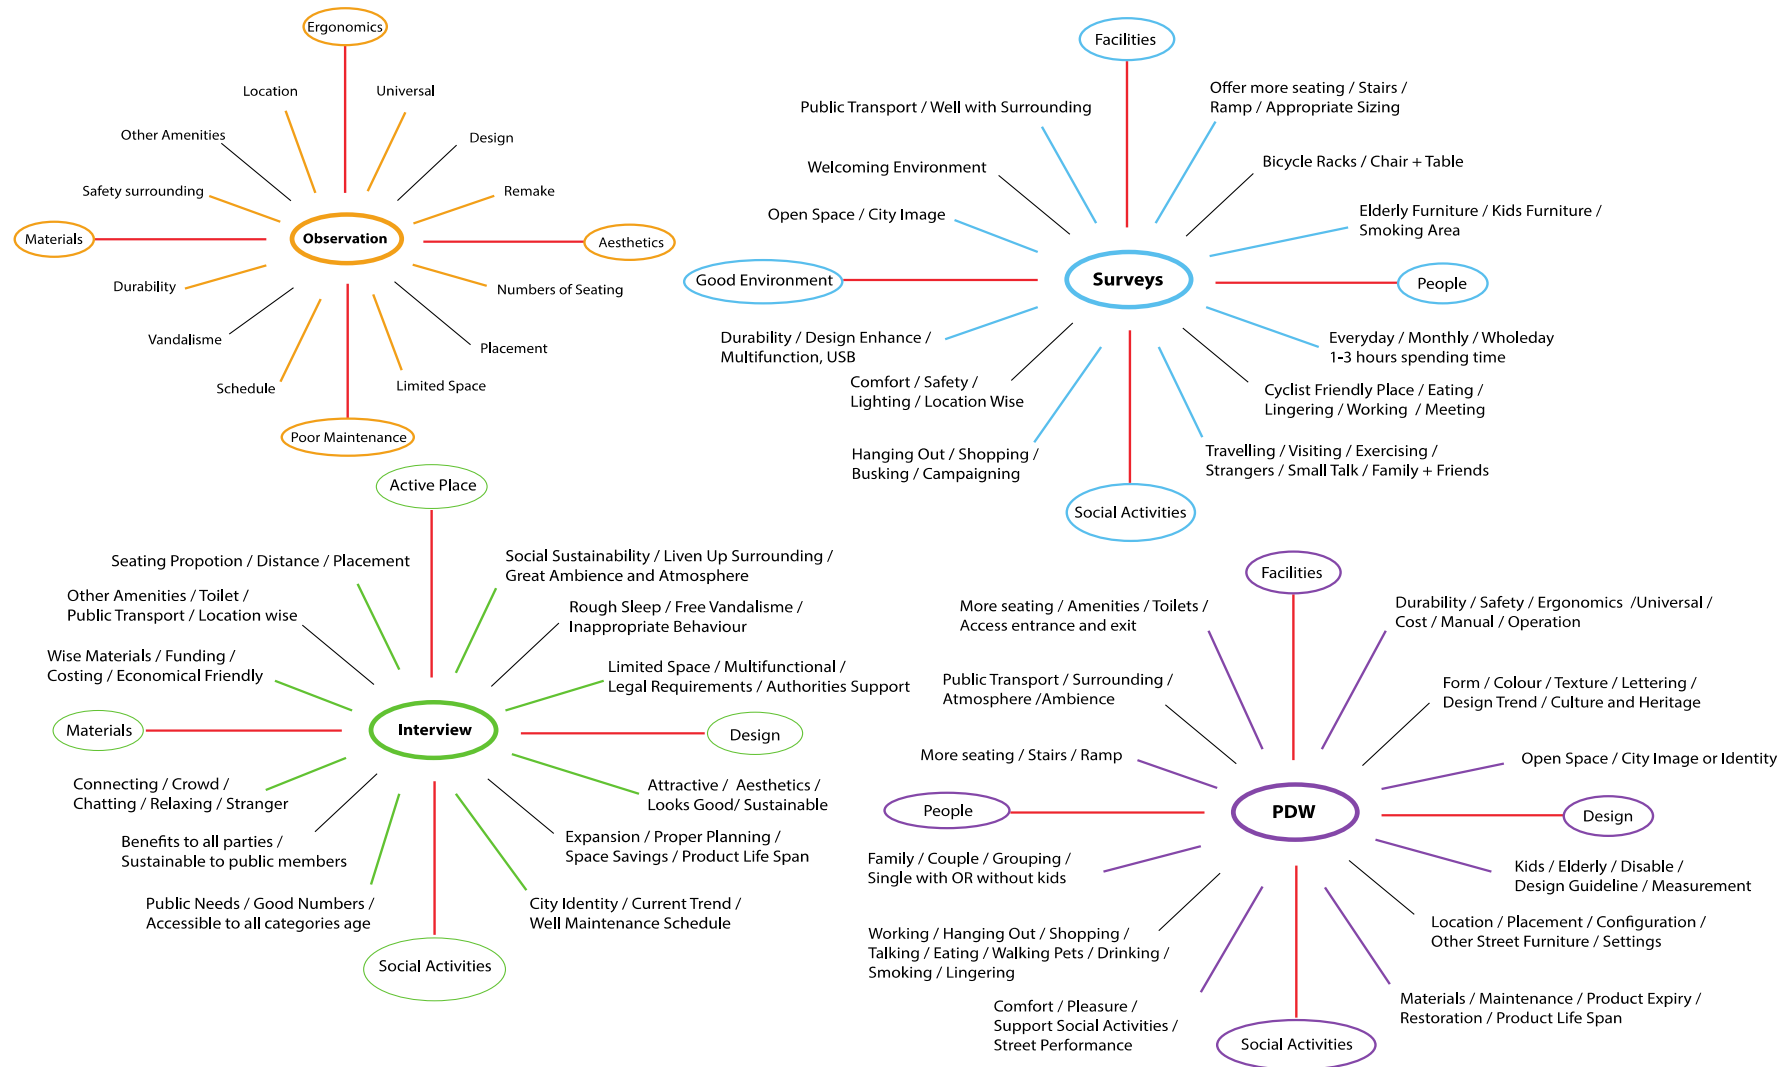 Ergonomics
Location
Universal
Other Amenities
Design
Safety surrounding
Remake
Materials
Observation
Aesthetics
Durability
Numbers of Seating
Vandalisme
Placement
Schedule
Limited Space
Poor Maintenance
Facilities
Public Transport / Well with Surrounding
Offer more seating / Stairs /
Ramp / Appropriate Sizing
Welcoming Environment
Bicycle Racks / Chair + Table
Open Space / City Image
Elderly Furniture / Kids Furniture /
Smoking Area
Good Environment
Surveys
People
Durability / Design Enhance /
Multifunction, USB
Everyday / Monthly / Wholeday
1-3 hours spending time
Comfort / Safety /
Lighting / Location Wise
Cyclist Friendly Place / Eating /
Lingering / Working / Meeting
Hanging Out / Shopping /
Busking / Campaigning
Travelling / Visiting / Exercising /
Strangers / Small Talk / Family + Friends
Social Activities
Active Place
Seating Propotion / Distance / Placement
Social Sustainability / Liven Up Surrounding /
Great Ambience and Atmosphere
Other Amenities / Toilet /
Public Transport / Location wise
Rough Sleep / Free Vandalisme /
Inappropriate Behaviour
Wise Materials / Funding /
Costing / Economical Friendly
Limited Space / Multifunctional /
Legal Requirements / Authorities Support
Materials
Interview
Design
Connecting / Crowd /
Chatting / Relaxing / Stranger
Attractive / Aesthetics /
Looks Good/ Sustainable
Benefits to all parties /
Sustainable to public members
Expansion / Proper Planning /
Space Savings / Product Life Span
Public Needs / Good Numbers /
Accessible to all categories age
City Identity / Current Trend /
Well Maintenance Schedule
Social Activities
Facilities
More seating / Amenities / Toilets /
Access entrance and exit
Durability / Safety / Ergonomics /Universal /
Cost / Manual / Operation
Public Transport / Surrounding /
Atmosphere /Ambience
Form / Colour / Texture / Lettering /
Design Trend / Culture and Heritage
More seating / Stairs / Ramp
Open Space / City Image or Identity
People
PDW
Design
Family / Couple / Grouping /
Single with OR without kids
Kids / Elderly / Disable /
Design Guideline / Measurement
Working / Hanging Out / Shopping /
Talking / Eating / Walking Pets / Drinking /
Smoking / Lingering
Location / Placement / Configuration /
Other Street Furniture / Settings
Comfort / Pleasure /
Support Social Activities /
Street Performance
Materials / Maintenance / Product Expiry /
Restoration / Product Life Span
Social Activities